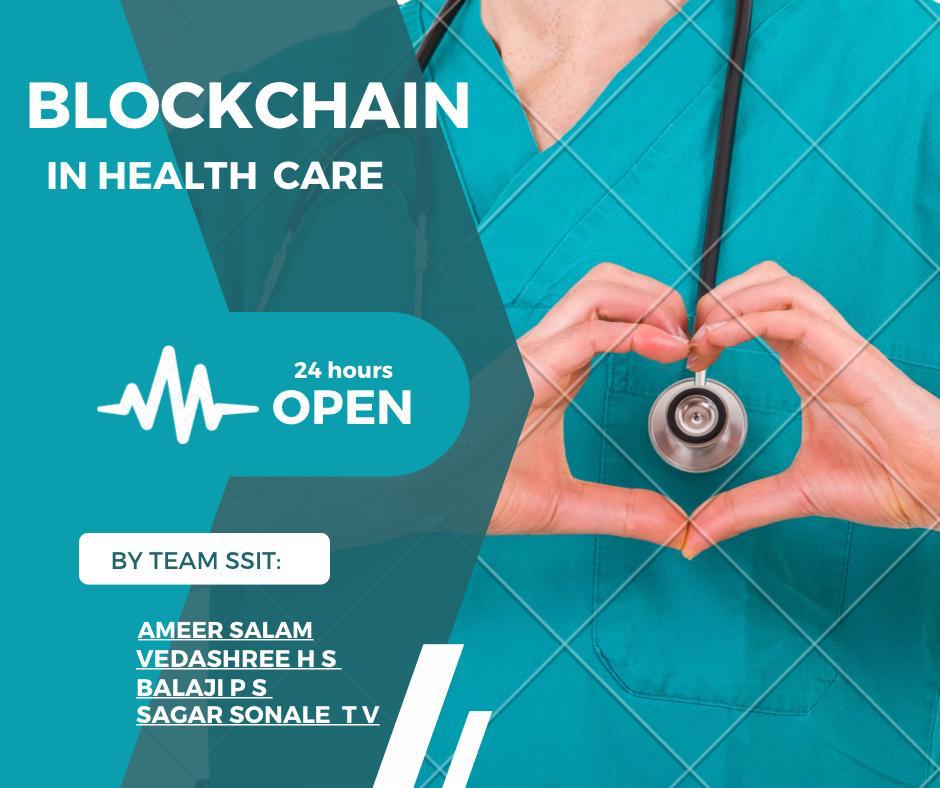 BLOCKCHAIN
IN HEALTH CARE
24 hours
OPEN
BY TEAM SSIT:
AMEER SALAM
VEDASHREE H S
BALAJI P S
SAGAR SONALE T V